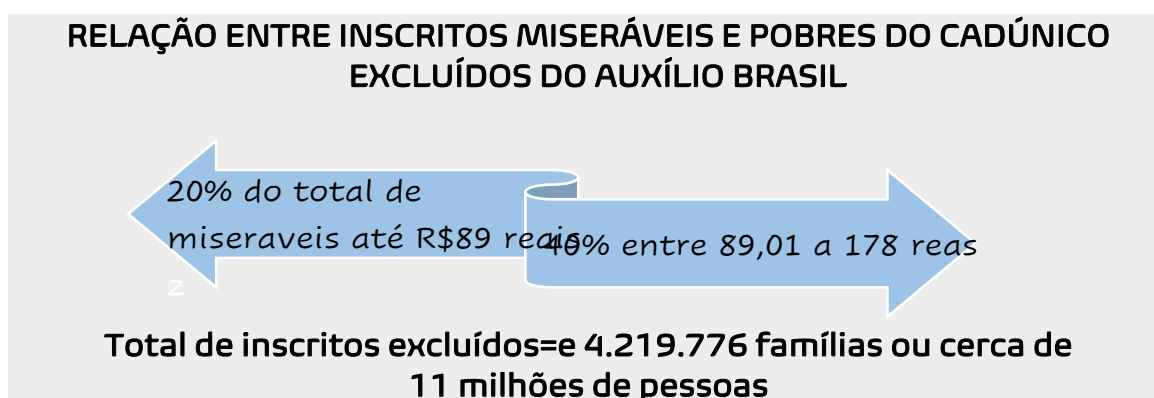 RELAÇÃO ENTRE INSCRITOS MISERÁVEIS E POBRES DO CADÚNICO
EXCLUÍDOS DO AUXÍLIO BRASIL
20% do total de
miseraveis até R$89 reais
z
40% entre 89,01 a 178 reas
Total de inscritos excluídos=e 4.219.776 famílias ou cerca de
11 milhões de pessoas